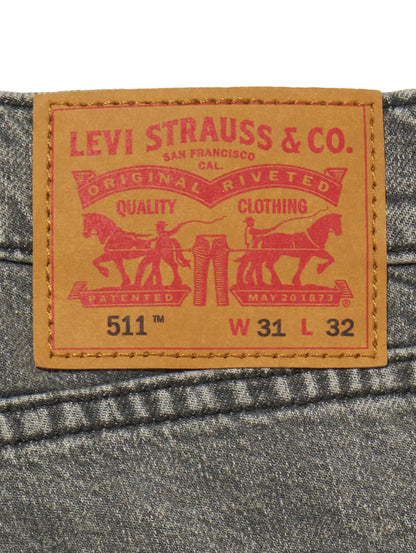 LEVI STRAUSS & CO.
SAN FRANCISCO
CAL.
ORIGINAL RIVETED
QUALITY CLOTHING
PATENTED MAY 20 1873
511™ W 31 L 32